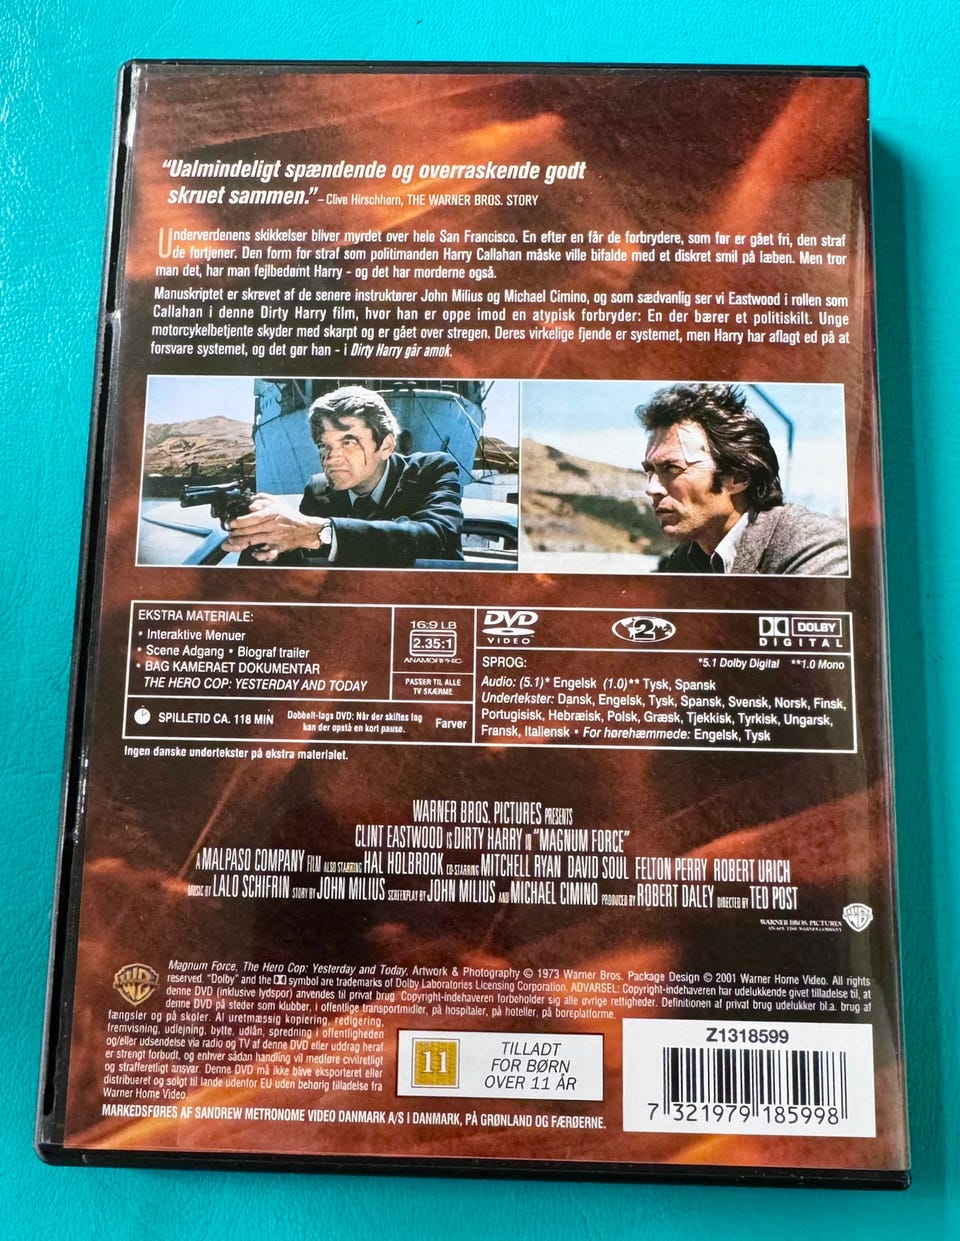 "Ualmindeligt spændende og overraskende godt
skruet sammen." – Clive Hirschhorn, THE WARNER BROS. STORY
Underverdenens skikkelser bliver myrdet over hele San Francisco. En efter en får de forbrydere, som før er gået fri, den straf
de fortjener. Den form for straf som politimanden Harry Callahan måske ville bifalde med et diskret smil på læben. Men tror
man det, har man fejlbedømt Harry - og det har morderne også.
Manuskriptet er skrevet af de senere instruktører John Milius og Michael Cimino, og som sædvanlig ser vi Eastwood i rollen som
Callahan i denne Dirty Harry film, hvor han er oppe imod en atypisk forbryder: En der bærer et politiskilt. Unge
motorcykelbetjente skyder med skarpt og er gået over stregen. Deres virkelige fjende er systemet, men Harry har aflagt ed på at
forsvare systemet, og det gør han - i Dirty Harry går amok.
EKSTRA MATERIALE:
• Interaktive Menuer
• Scene Adgang • Biograf trailer
• BAG KAMERAET DOKUMENTAR
THE HERO COP: YESTERDAY AND TODAY
16:9 LB
2.35:1
ANAMORPHIC
PASSER TIL ALLE
TV SKÆRME
SPILLETID CA. 118 MIN
Dobbelt-lags DVD: Når der skiftes lag
kan der opstå en kort pause.
Farver
DVD
VIDEO
2
DOLBY
DIGITAL
SPROG:
*5.1 Dolby Digital **1.0 Mono
Audio: (5.1)* Engelsk (1.0)** Tysk, Spansk
Undertekster: Dansk, Engelsk, Tysk, Spansk, Svensk, Norsk, Finsk,
Portugisisk, Hebræisk, Polsk, Græsk, Tjekkisk, Tyrkisk, Ungarsk,
Fransk, Italiensk • For hørehæmmede: Engelsk, Tysk
Ingen danske undertekster på ekstra materialet.
WARNER BROS. PICTURES PRESENTS
CLINT EASTWOOD IS DIRTY HARRY IN "MAGNUM FORCE"
A MALPASO COMPANY FILM ALSO STARRING HAL HOLBROOK CO-STARRING MITCHELL RYAN DAVID SOUL FELTON PERRY ROBERT URICH
MUSIC BY LALO SCHIFRIN STORY BY JOHN MILIUS SCREENPLAY BY JOHN MILIUS AND MICHAEL CIMINO PRODUCED BY ROBERT DALEY DIRECTED BY TED POST
WARNER BROS. PICTURES
AN AOL TIME WARNER COMPANY
Magnum Force, The Hero Cop: Yesterday and Today, Artwork & Photography © 1973 Warner Bros. Package Design © 2001 Warner Home Video. All rights
reserved. "Dolby" and the symbol are trademarks of Dolby Laboratories Licensing Corporation. ADVARSEL: Copyright-indehaveren har udelukkende givet tilladelse til, at
denne DVD (inklusive lydspor) anvendes til privat brug. Copyright-indehaveren forbeholder sig alle øvrige rettigheder. Definitionen af privat brug udelukker bl.a. brug af
denne DVD på steder som klubber, i offentlige transportmidler, på hospitaler, på hoteller, på boreplatforme,
fængsler og på skoler. Al uretmæssig kopiering, redigering,
fremvisning, udlejning, bytte, udlån, spredning i offentligheden
og/eller udsendelse via radio og TV af denne DVD eller uddrag heraf
er strengt forbudt, og enhver sådan handling vil medføre civilretligt
og strafferetligt ansvar. Denne DVD må ikke blive eksporteret eller
distribueret og solgt til lande udenfor EU uden behørig tilladelse fra
Warner Home Video.
MARKEDSFØRES AF SANDREW METRONOME VIDEO DANMARK A/S I DANMARK, PÅ GRØNLAND OG FÆRØERNE.
11
TILLADT
FOR BØRN
OVER 11 ÅR
Z1318599
7 321979 185998